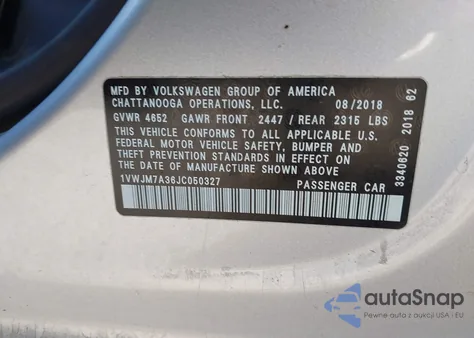 MFD BY VOLKSWAGEN GROUP OF AMERICA
CHATTANOOGA OPERATIONS, LLC. 08/2018
GVWR 4652 GAWR FRONT 2447 / REAR 2315 LBS
THIS VEHICLE CONFORMS TO ALL APPLICABLE U.S.
FEDERAL MOTOR VEHICLE SAFETY, BUMPER AND
THEFT PREVENTION STANDARDS IN EFFECT ON
THE DATE OF MANUFACTURE SHOWN ABOVE
1VWJM7A36JC050327 PASSENGER CAR
3340620 2018 62
autoSnap
Pewne auta z aukcji USA i EU